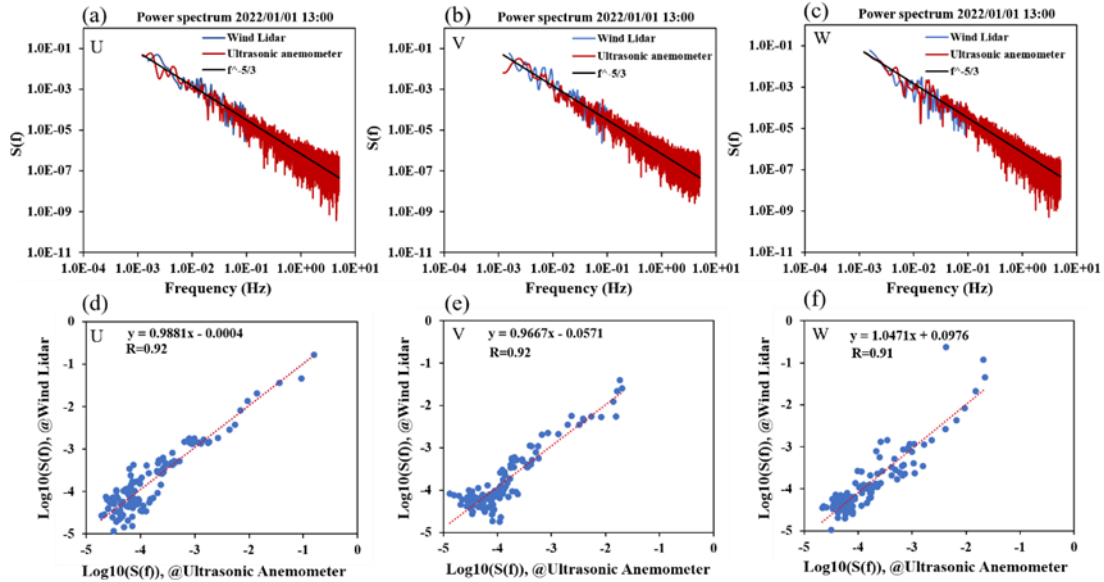 (a)
Power spectrum 2022/01/01 13:00
U
Wind Lidar
Ultrasonic anemometer
f^-5/3
S(f)
1.0E-01
1.0E-03
1.0E-05
1.0E-07
1.0E-09
1.0E-11
1.0E-04 1.0E-03 1.0E-02 1.0E-01 1.0E+00 1.0E+01
Frequency (Hz)
(b)
Power spectrum 2022/01/01 13:00
V
Wind Lidar
Ultrasonic anemometer
f^-5/3
S(f)
1.0E-01
1.0E-03
1.0E-05
1.0E-07
1.0E-09
1.0E-11
1.0E-04 1.0E-03 1.0E-02 1.0E-01 1.0E+00 1.0E+01
Frequency (Hz)
(c)
Power spectrum 2022/01/01 13:00
W
Wind Lidar
Ultrasonic anemometer
f^-5/3
S(f)
1.0E-01
1.0E-03
1.0E-05
1.0E-07
1.0E-09
1.0E-11
1.0E-04 1.0E-03 1.0E-02 1.0E-01 1.0E+00 1.0E+01
Frequency (Hz)
(d)
U
y = 0.9881x - 0.0004
R=0.92
Log10(S(f)), @Wind Lidar
0
-1
-2
-3
-4
-5
-5 -4 -3 -2 -1 0
Log10(S(f)), @Ultrasonic Anemometer
(e)
V
y = 0.9667x - 0.0571
R=0.92
Log10(S(f)), @Wind Lidar
0
-1
-2
-3
-4
-5
-5 -4 -3 -2 -1 0
Log10(S(f)), @Ultrasonic Anemometer
(f)
W
y = 1.0471x + 0.0976
R=0.91
Log10(S(f)), @Wind Lidar
0
-1
-2
-3
-4
-5
-5 -4 -3 -2 -1 0
Log10(S(f)), @Ultrasonic Anemometer